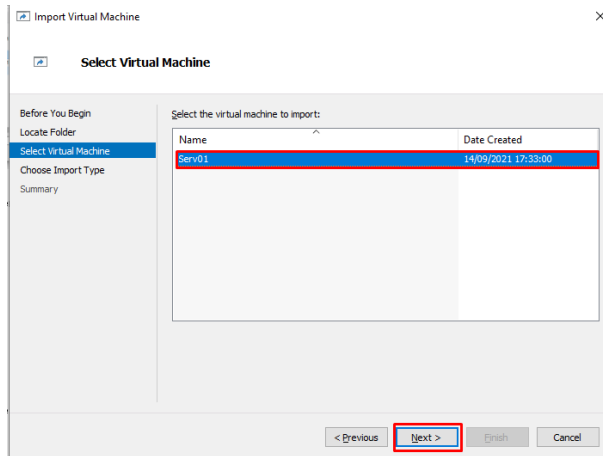 Import Virtual Machine
Select Virtual Machine
Before You Begin
Locate Folder
Select Virtual Machine
Choose Import Type
Summary
Select the virtual machine to import:
Name Date Created
Serv01 14/09/2021 17:33:00
< Previous Next > Finish Cancel